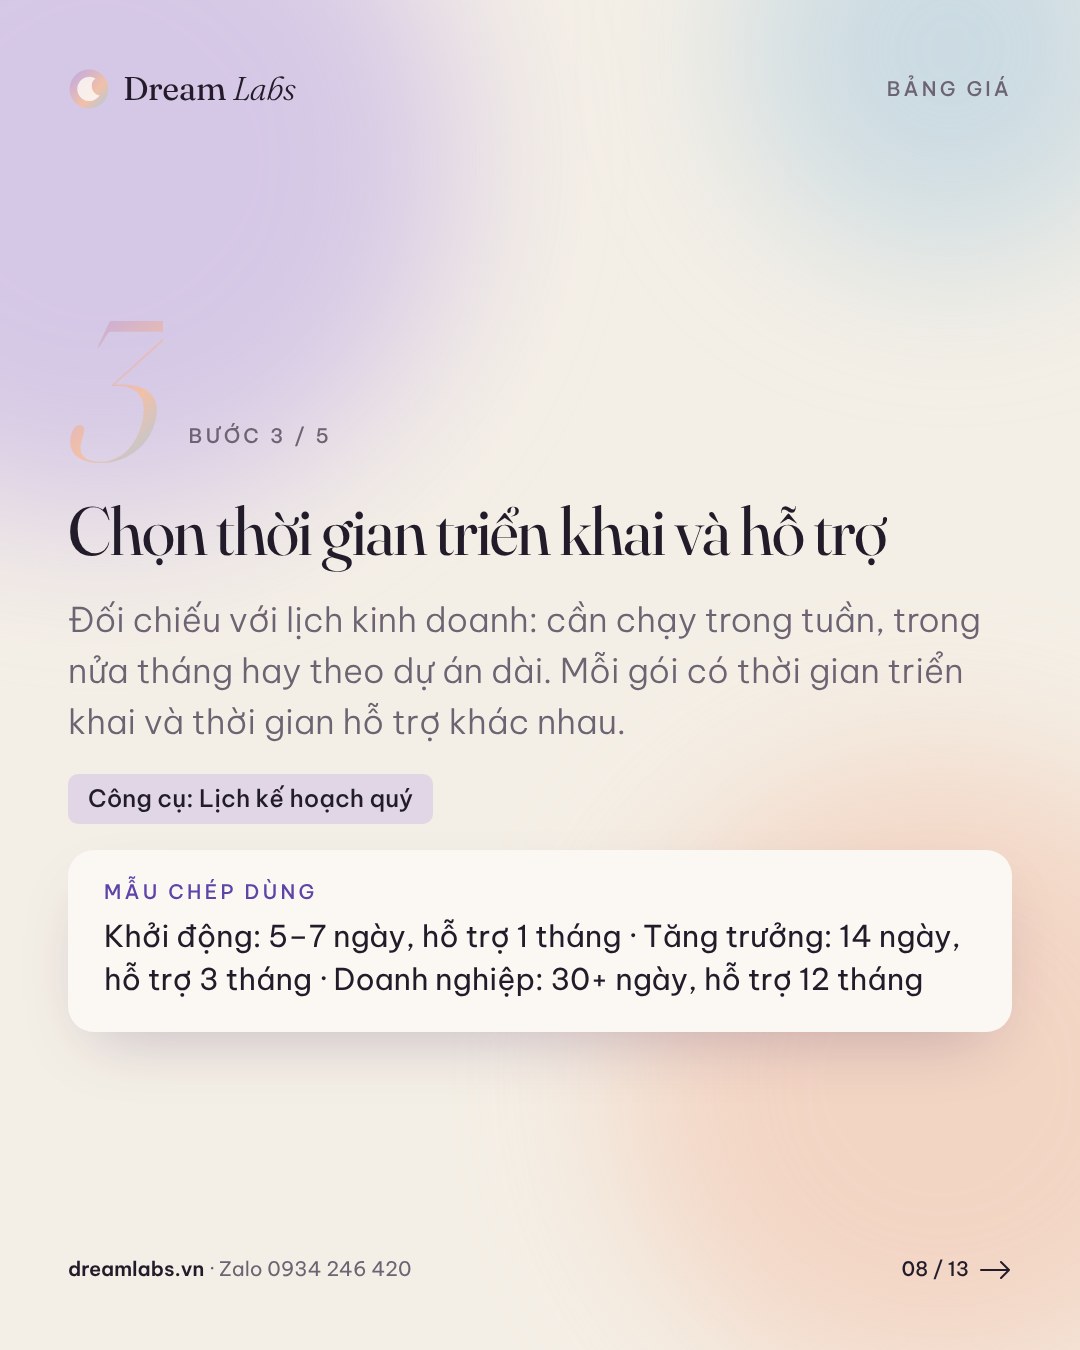 Dream Labs
BẢNG GIÁ
3
BƯỚC 3 / 5
Chọn thời gian triển khai và hỗ trợ
Đối chiếu với lịch kinh doanh: cần chạy trong tuần, trong
nửa tháng hay theo dự án dài. Mỗi gói có thời gian triển
khai và thời gian hỗ trợ khác nhau.
Công cụ: Lịch kế hoạch quý
MẪU CHÉP DÙNG
Khởi động: 5–7 ngày, hỗ trợ 1 tháng · Tăng trưởng: 14 ngày,
hỗ trợ 3 tháng · Doanh nghiệp: 30+ ngày, hỗ trợ 12 tháng
dreamlabs.vn · Zalo 0934 246 420
08 / 13 →